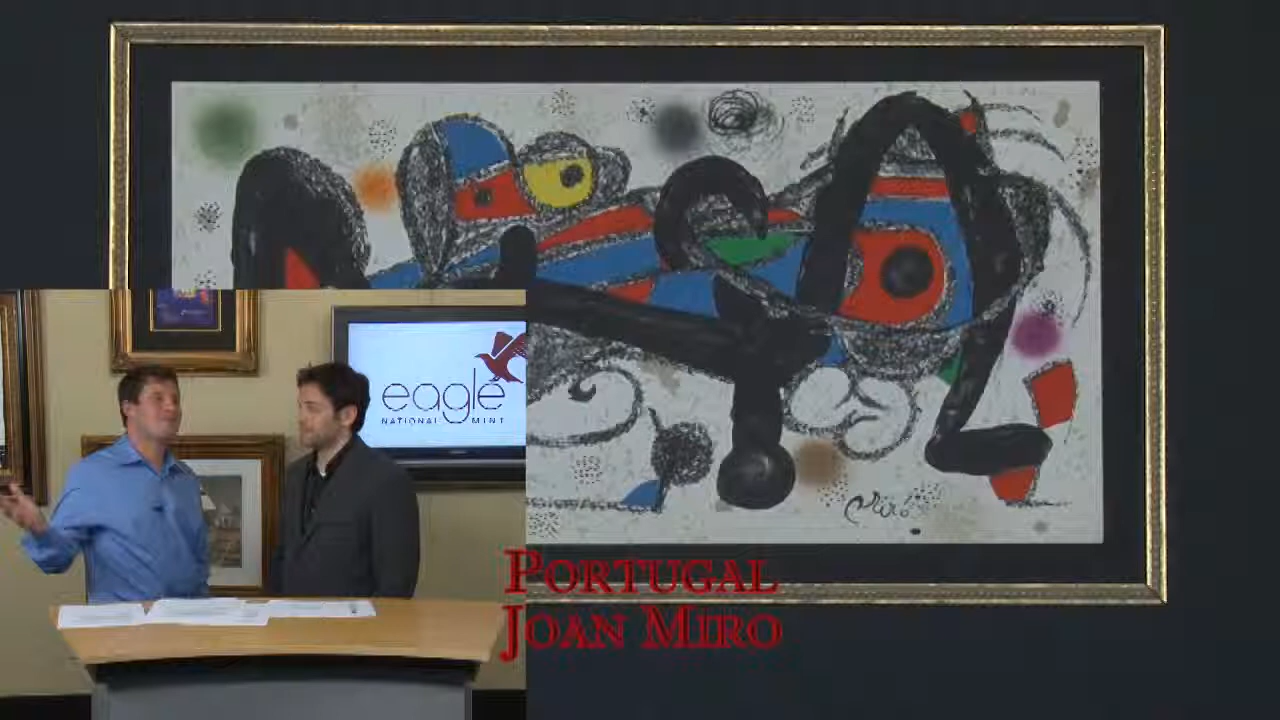 eagle
NATIONAL MINT
Miró
PORTUGAL
JOAN MIRO